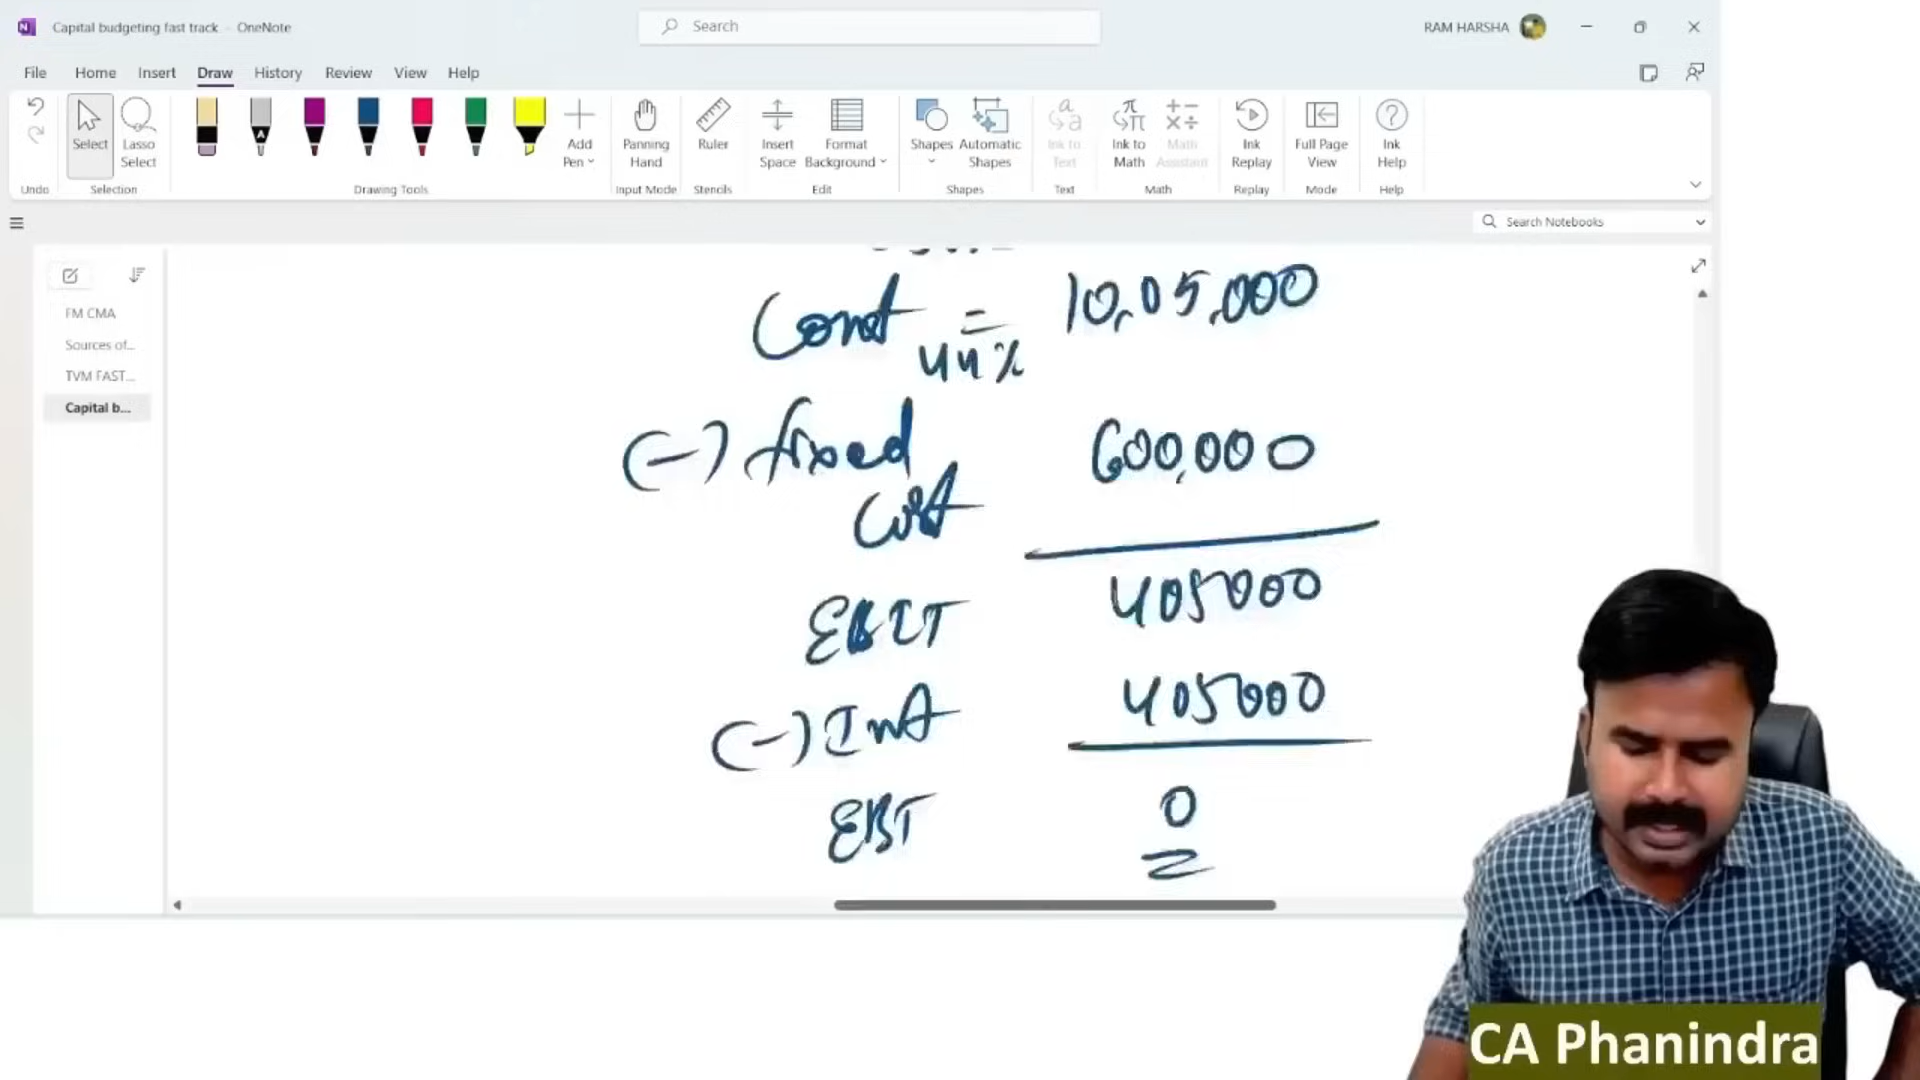 Capital budgeting fast track - OneNote
Search
RAM HARSHA
File Home Insert Draw History Review View Help
Undo
Select
Lasso Select
Selection
Drawing Tools
Add Pen
Panning Hand
Input Mode
Ruler
Stencils
Insert Space
Format Background
Edit
Shapes
Automatic Shapes
Shapes
Ink to Text
Text
Ink to Math
Math Assistant
Math
Ink Replay
Replay
Full Page View
Mode
Ink Help
Help
Search Notebooks
FM CMA
Sources of...
TVM FAST...
Capital b...
Cont = 10,05,000
44%
(-) fixed 600,000
Cost
EBIT 405000
(-) Int 405000
EBT 0
CA Phanindra